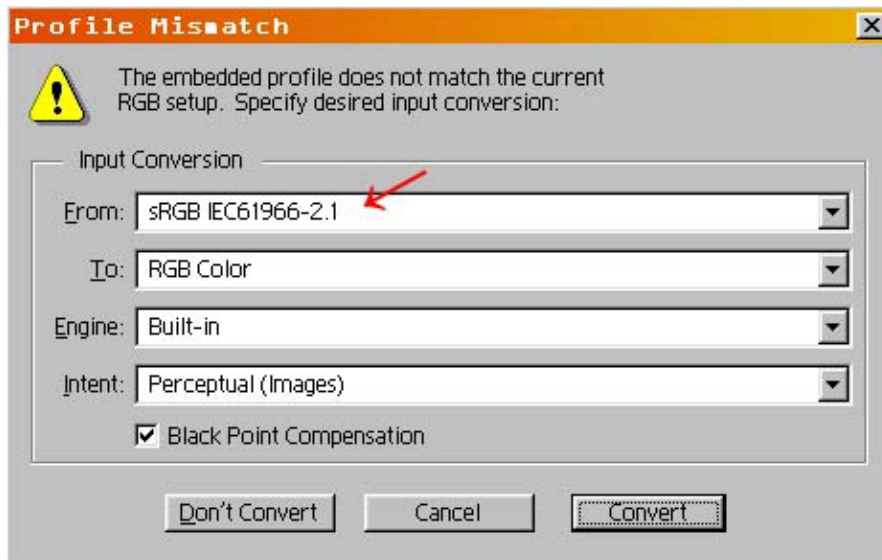 Profile Mismatch
The embedded profile does not match the current
RGB setup. Specify desired input conversion:
Input Conversion
From: sRGB IEC61966-2.1
To: RGB Color
Engine: Built-in
Intent: Perceptual (Images)
Black Point Compensation
Don't Convert Cancel Convert